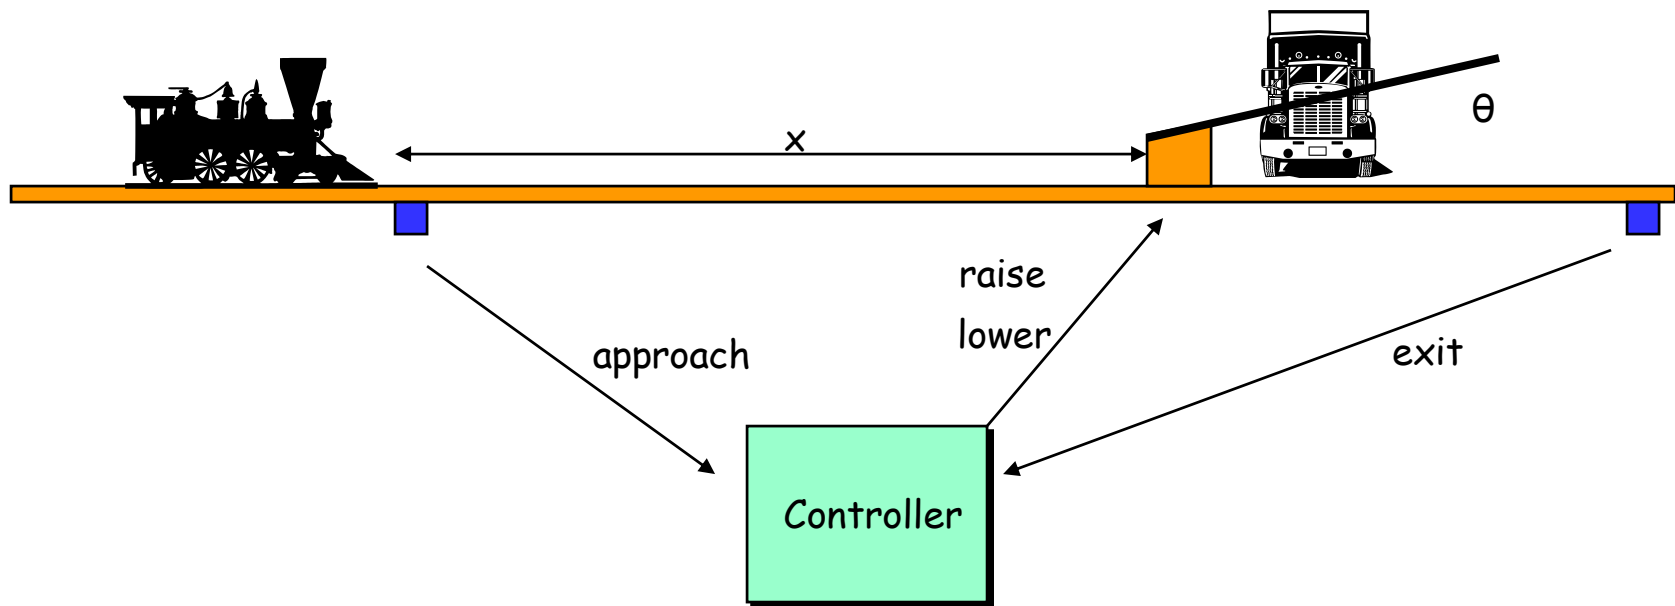 x
θ
raise
lower
approach
exit
Controller